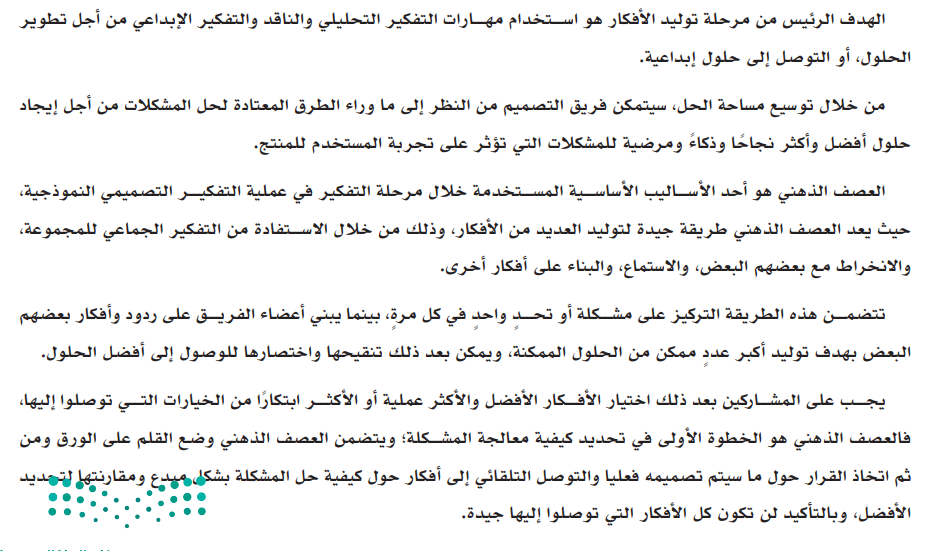 الهدف الرئيس من مرحلة توليد الأفكار هو استخدام مهارات التفكير التحليلي والناقد والتفكير الإبداعي من أجل تطوير
الحلول، أو التوصل إلى حلول إبداعية.
من خلال توسيع مساحة الحل، سيتمكن فريق التصميم من النظر إلى ما وراء الطرق المعتادة لحل المشكلات من أجل إيجاد
حلول أفضل وأكثر نجاحًا وذكاءً ومرضية للمشكلات التي تؤثر على تجربة المستخدم للمنتج.
العصف الذهني هو أحد الأساليب الأساسية المستخدمة خلال مرحلة التفكير في عملية التفكير التصميمي النموذجية،
حيث يعد العصف الذهني طريقة جيدة لتوليد العديد من الأفكار، وذلك من خلال الاستفادة من التفكير الجماعي للمجموعة،
والانخراط مع بعضهم البعض، والاستماع، والبناء على أفكار أخرى.
تتضمن هذه الطريقة التركيز على مشكلة أو تحدٍ واحدٍ في كل مرةٍ، بينما يبني أعضاء الفريق على ردود وأفكار بعضهم
البعض بهدف توليد أكبر عددٍ ممكن من الحلول الممكنة، ويمكن بعد ذلك تنقيحها واختصارها للوصول إلى أفضل الحلول.
يجب على المشاركين بعد ذلك اختيار الأفكار الأفضل والأكثر عملية أو الأكثر ابتكارًا من الخيارات التي توصلوا إليها،
فالعصف الذهني هو الخطوة الأولى في تحديد كيفية معالجة المشكلة؛ ويتضمن العصف الذهني وضع القلم على الورق ومن
ثم اتخاذ القرار حول ما سيتم تصميمه فعليا والتوصل التلقائي إلى أفكار حول كيفية حل المشكلة بشكل مبدع ومقارنتها لتحديد
الأفضل، وبالتأكيد لن تكون كل الأفكار التي توصلوا إليها جيدة.